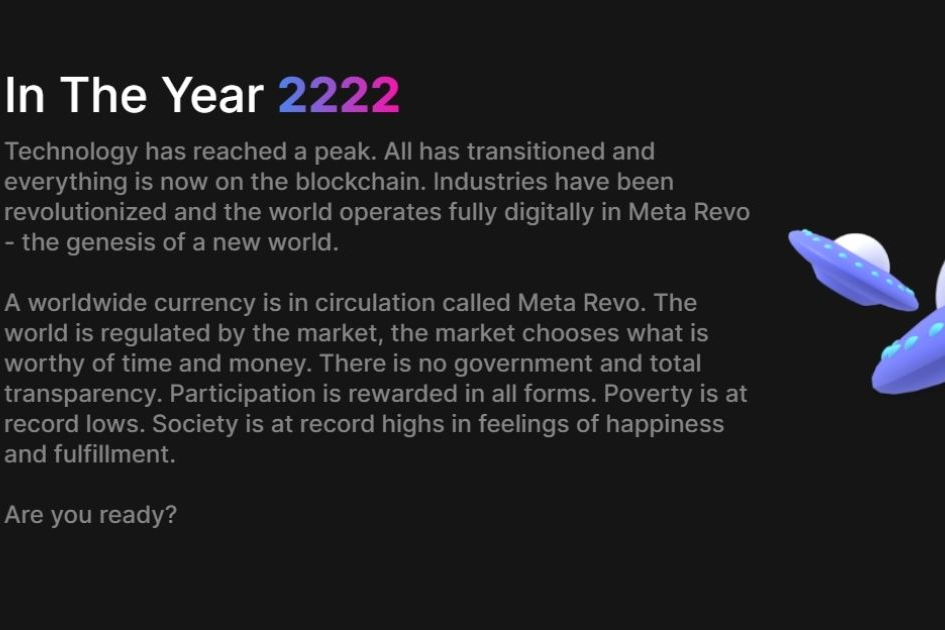 In The Year 2222
Technology has reached a peak. All has transitioned and
everything is now on the blockchain. Industries have been
revolutionized and the world operates fully digitally in Meta Revo
- the genesis of a new world.
A worldwide currency is in circulation called Meta Revo. The
world is regulated by the market, the market chooses what is
worthy of time and money. There is no government and total
transparency. Participation is rewarded in all forms. Poverty is at
record lows. Society is at record highs in feelings of happiness
and fulfillment.
Are you ready?